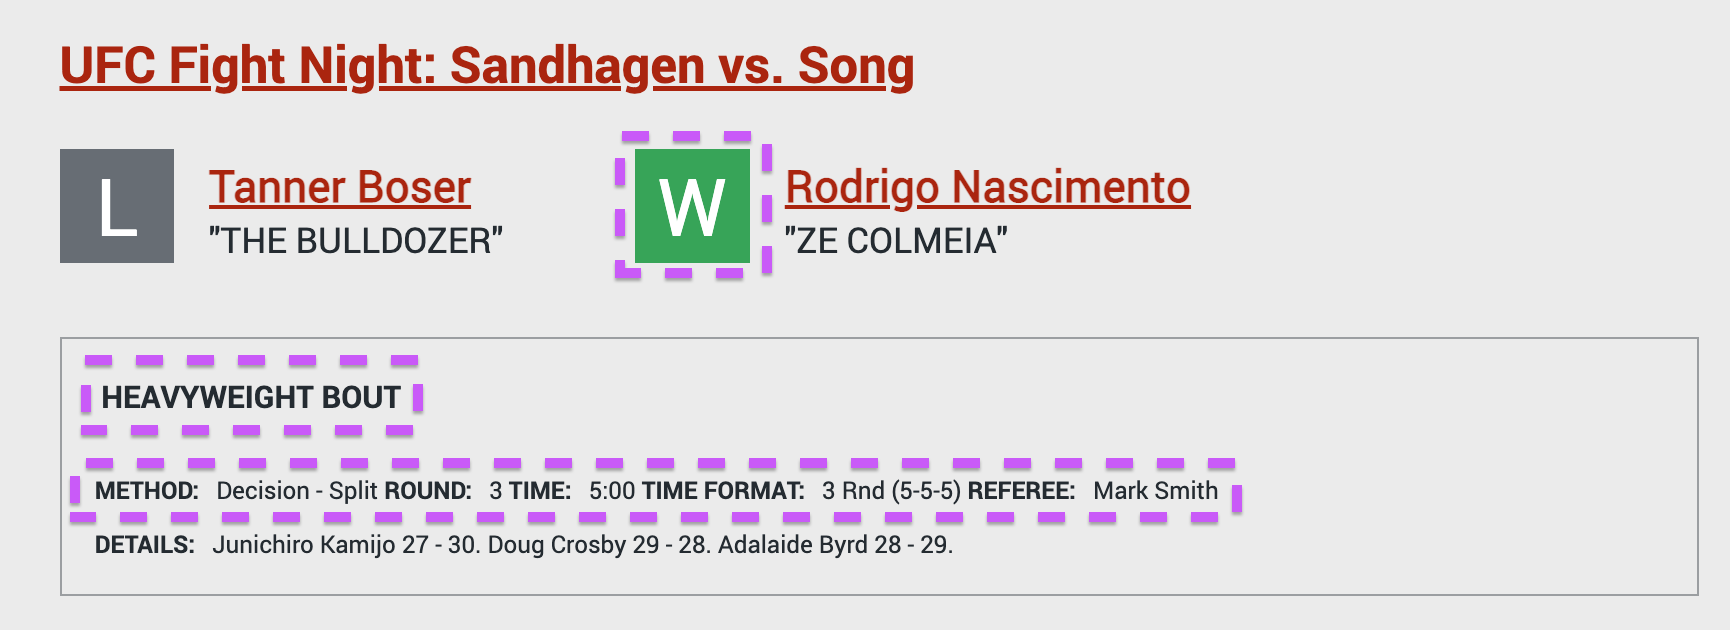 UFC Fight Night: Sandhagen vs. Song
L
Tanner Boser
"THE BULLDOZER"
W
Rodrigo Nascimento
"ZE COLMEIA"
HEAVYWEIGHT BOUT
METHOD: Decision - Split ROUND: 3 TIME: 5:00 TIME FORMAT: 3 Rnd (5-5-5) REFEREE: Mark Smith
DETAILS: Junichiro Kamijo 27 - 30. Doug Crosby 29 - 28. Adalaide Byrd 28 - 29.